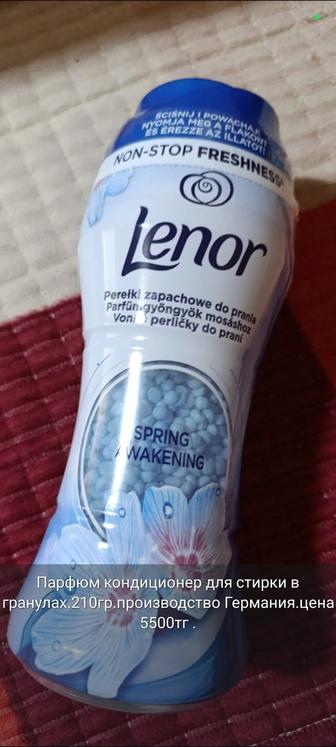 ŚCIŚNIJ I POWĄCHAJ
NYOMJA MEG A FLAKONT
ÉS ÉREZZE AZ ILLATOT!
NON-STOP FRESHNESS
Lenor
Perełki zapachowe do prania
Parfümgyöngyök mosáshoz
Vonné perličky do praní
SPRING
AWAKENING
Парфюм кондиционер для стирки в
гранулах.210гр.производство Германия.цена
5500тг .